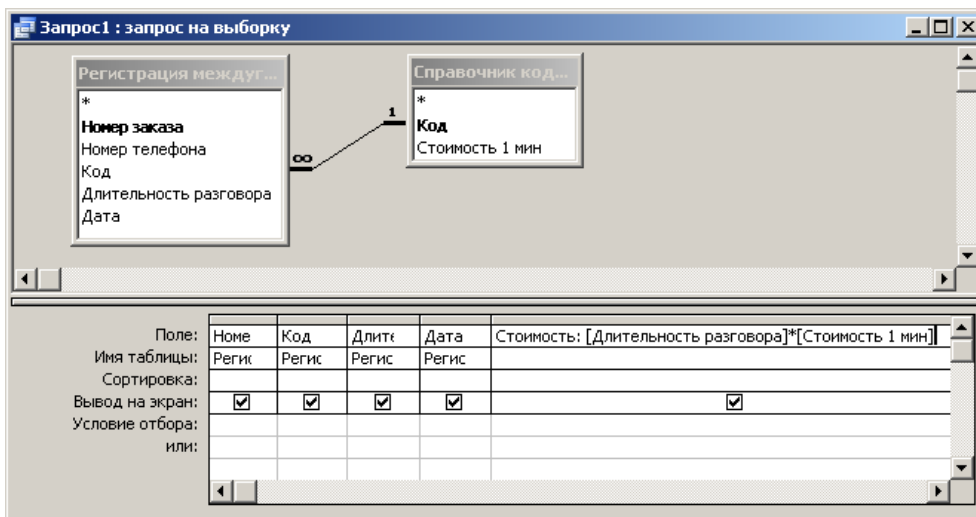 Запрос1 : запрос на выборку
Регистрация междуг...
*
Номер заказа
Номер телефона
Код
Длительность разговора
Дата
∞
1
Справочник код...
*
Код
Стоимость 1 мин
Поле: Номе Код Длите Дата Стоимость: [Длительность разговора]*[Стоимость 1 мин]
Имя таблицы: Регис Регис Регис Регис
Сортировка:
Вывод на экран:
Условие отбора:
или: